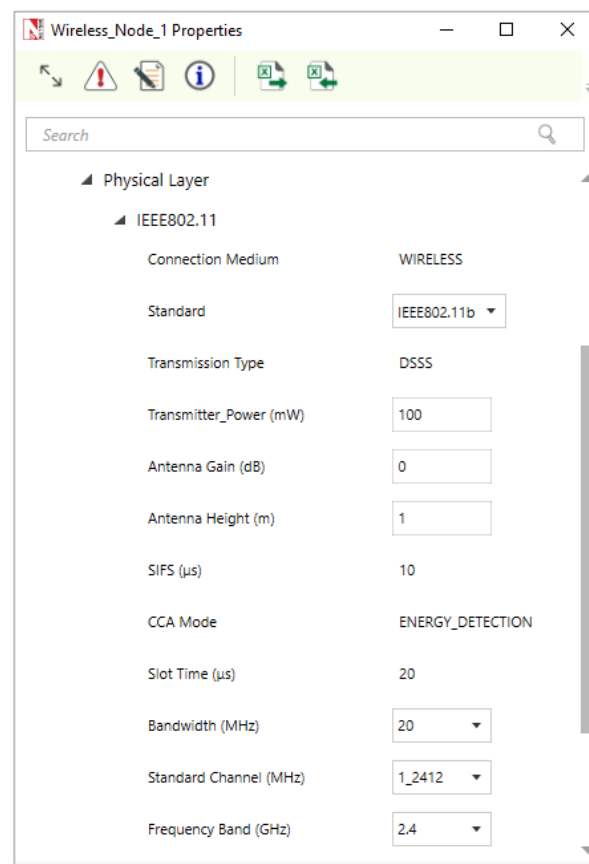 Wireless_Node_1 Properties
Search
Physical Layer
IEEE802.11
Connection Medium WIRELESS
Standard IEEE802.11b
Transmission Type DSSS
Transmitter_Power (mW) 100
Antenna Gain (dB) 0
Antenna Height (m) 1
SIFS (µs) 10
CCA Mode ENERGY_DETECTION
Slot Time (µs) 20
Bandwidth (MHz) 20
Standard Channel (MHz) 1_2412
Frequency Band (GHz) 2.4